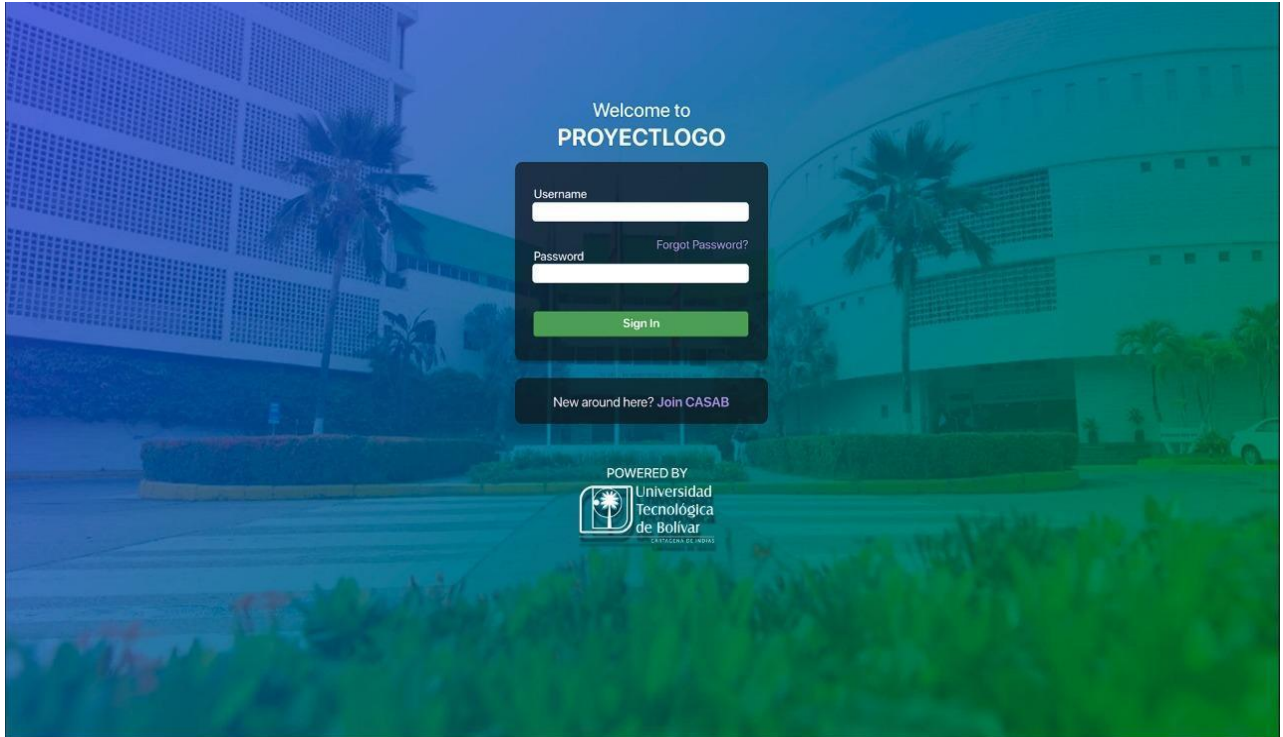 Welcome to
PROYECTLOGO
Username
Forgot Password?
Password
Sign In
New around here? Join CASAB
POWERED BY
Universidad
Tecnológica
de Bolívar
CARTAGENA DE INDIAS